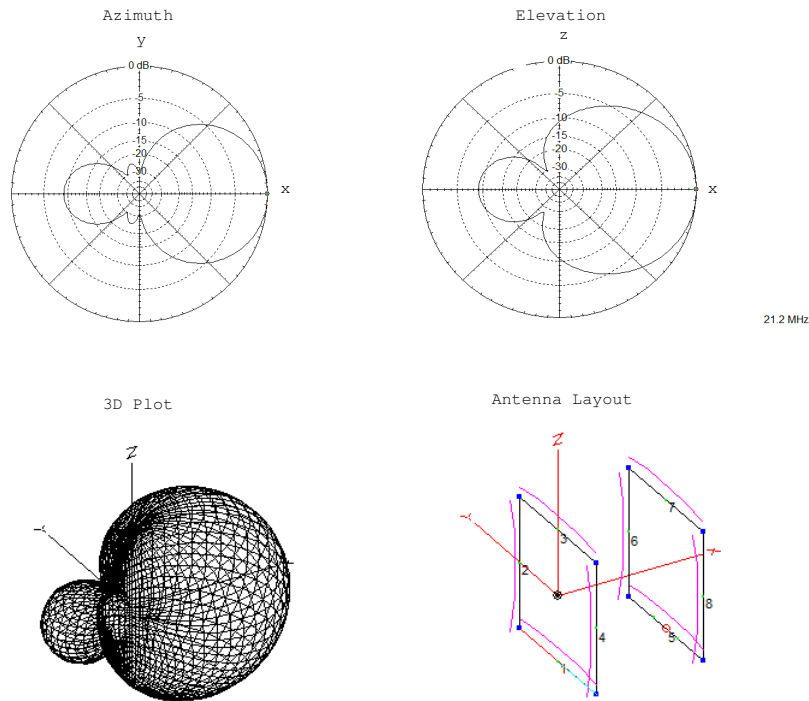 Azimuth
y
0 dB
-5
-10
-15
-20
-30
x
Elevation
z
0 dB
-5
-10
-15
-20
-30
x
21.2 MHz
3D Plot
Z
Y
Antenna Layout
Z
Y
X
1
2
3
4
5
6
7
8